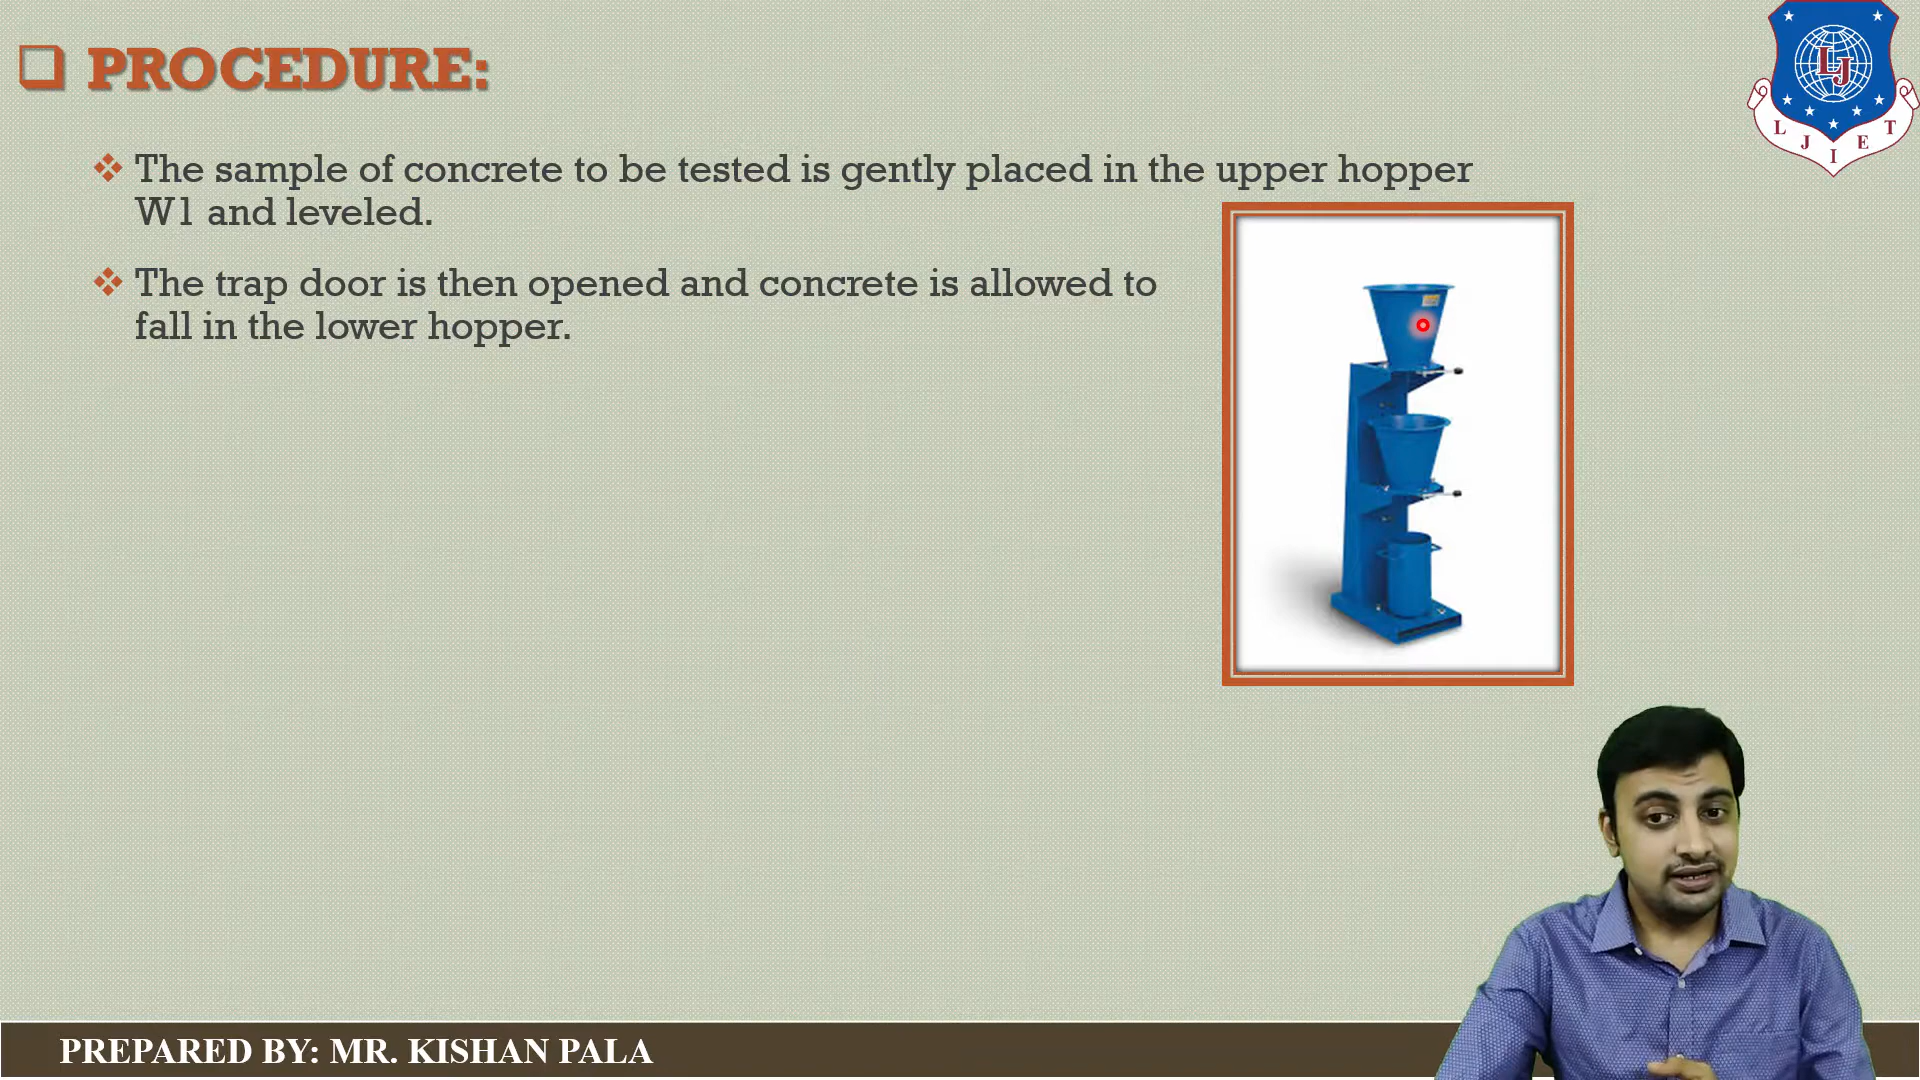 PROCEDURE:
The sample of concrete to be tested is gently placed in the upper hopper
W1 and leveled.
The trap door is then opened and concrete is allowed to
fall in the lower hopper.
LJ
L J I E T
PREPARED BY: MR. KISHAN PALA